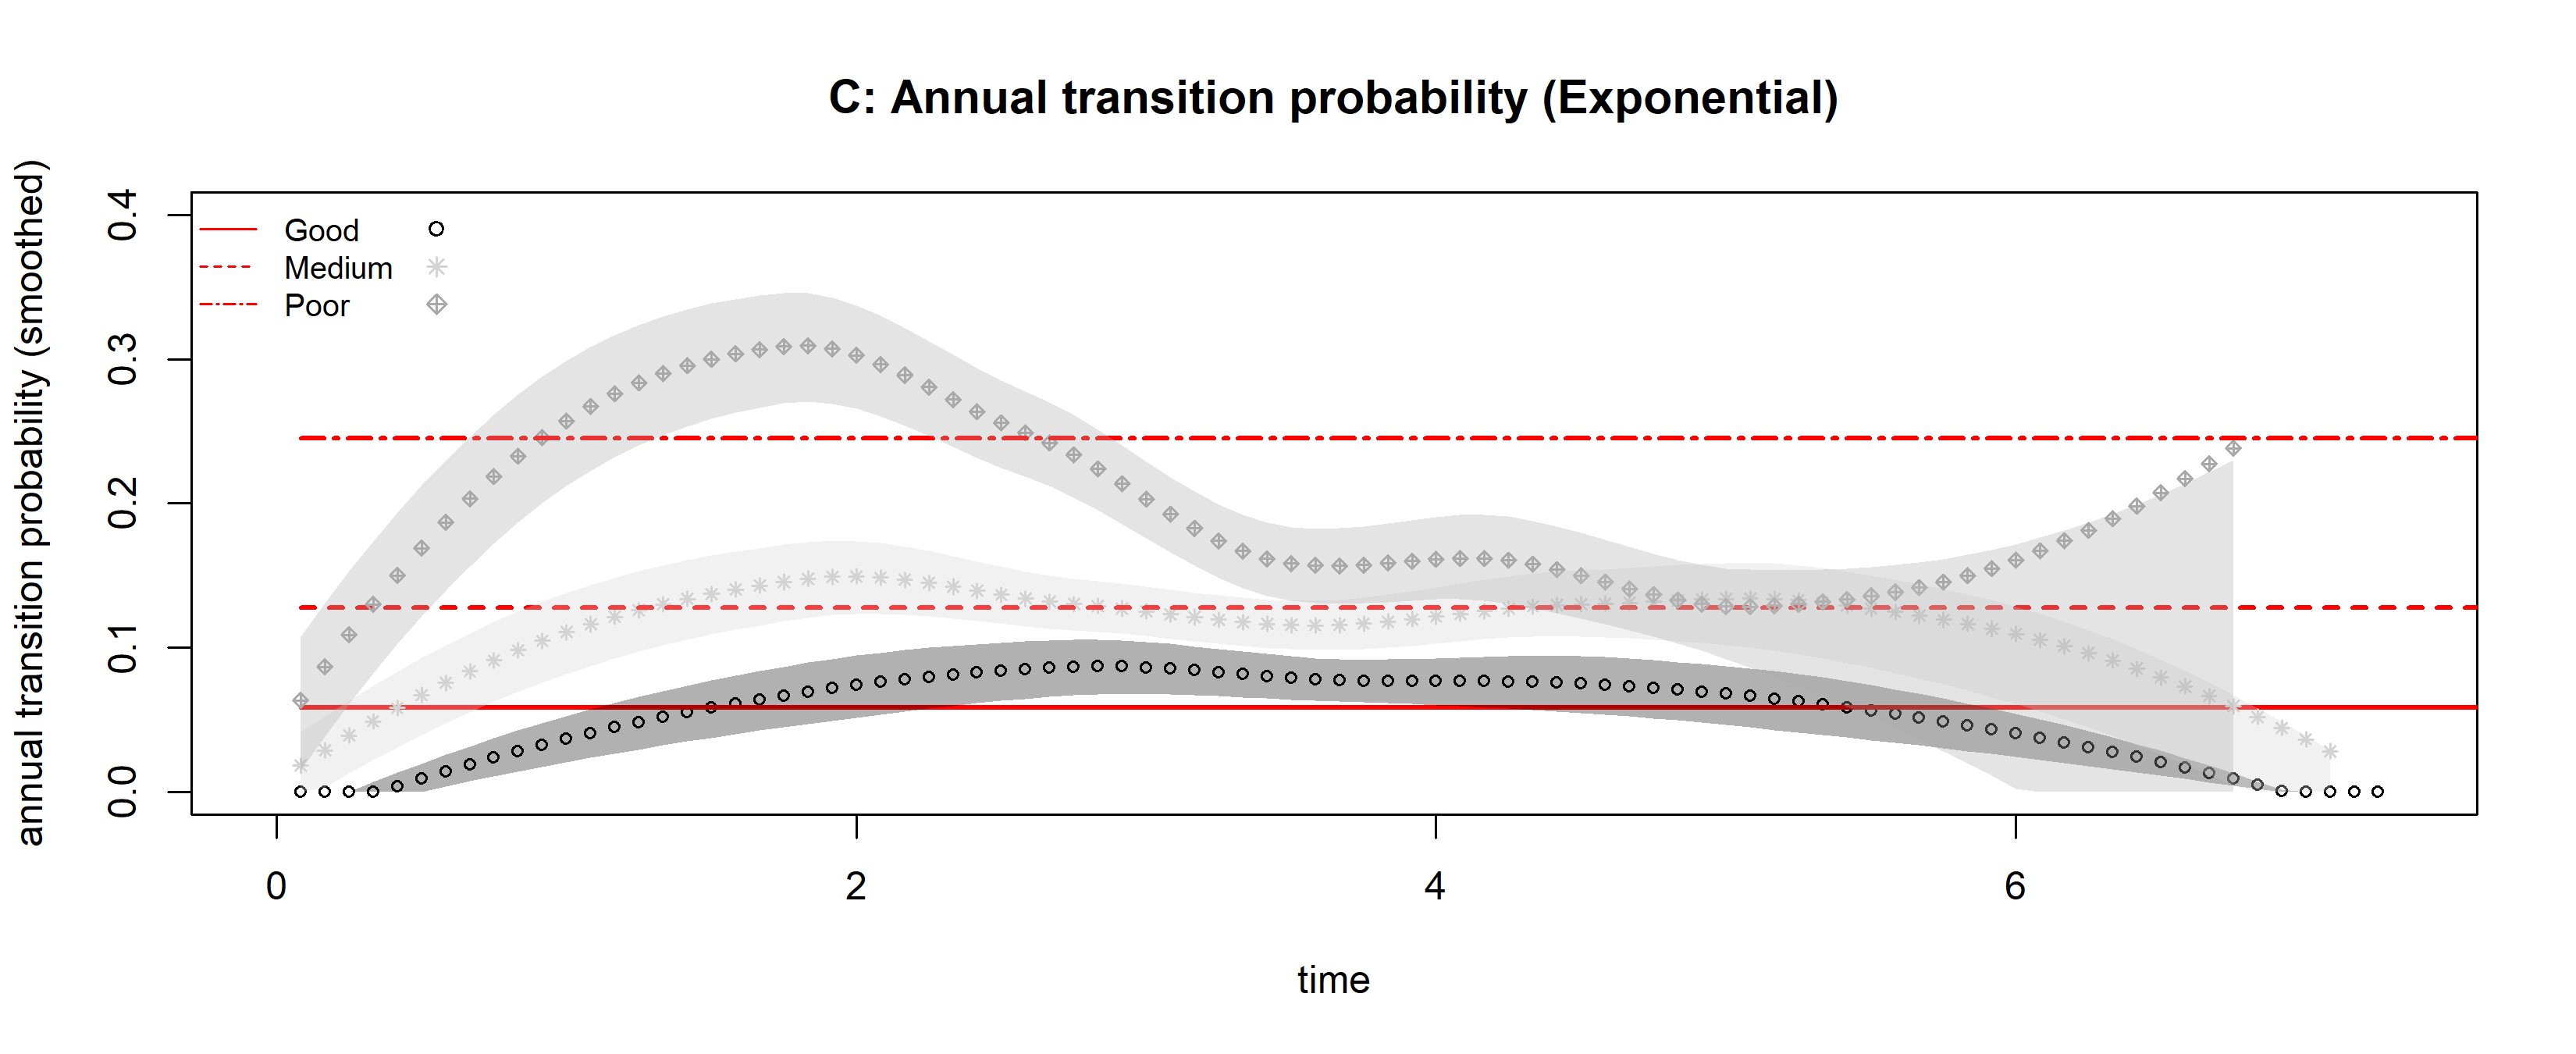 C: Annual transition probability (Exponential)
annual transition probability (smoothed)
0.4
0.3
0.2
0.1
0.0
Good
Medium
Poor
0 2 4 6
time